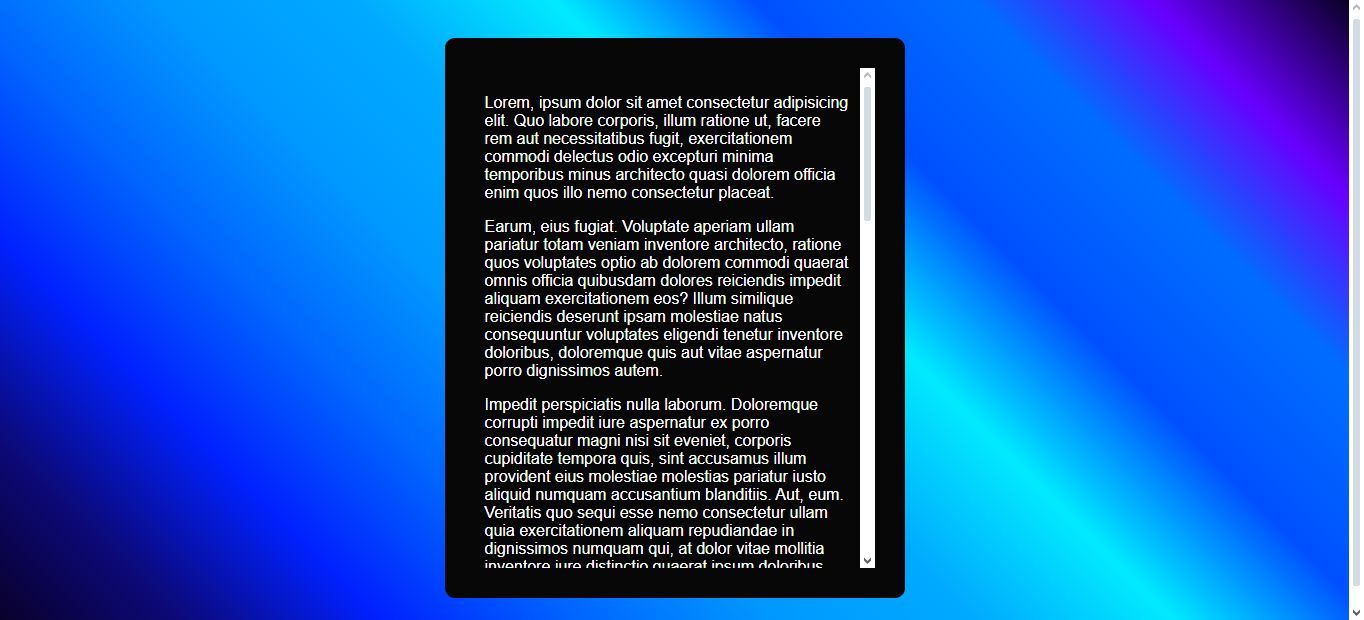 Lorem, ipsum dolor sit amet consectetur adipisicing
elit. Quo labore corporis, illum ratione ut, facere
rem aut necessitatibus fugit, exercitationem
commodi delectus odio excepturi minima
temporibus minus architecto quasi dolorem officia
enim quos illo nemo consectetur placeat.
Earum, eius fugiat. Voluptate aperiam ullam
pariatur totam veniam inventore architecto, ratione
quos voluptates optio ab dolorem commodi quaerat
omnis officia quibusdam dolores reiciendis impedit
aliquam exercitationem eos? Illum similique
reiciendis deserunt ipsam molestiae natus
consequuntur voluptates eligendi tenetur inventore
doloribus, doloremque quis aut vitae aspernatur
porro dignissimos autem.
Impedit perspiciatis nulla laborum. Doloremque
corrupti impedit iure aspernatur ex porro
consequatur magni nisi sit eveniet, corporis
cupiditate tempora quis, sint accusamus illum
provident eius molestiae molestias pariatur iusto
aliquid numquam accusantium blanditiis. Aut, eum.
Veritatis quo sequi esse nemo consectetur ullam
quia exercitationem aliquam repudiandae in
dignissimos numquam qui, at dolor vitae mollitia
inventore iure distinctio quaerat ipsum doloribus